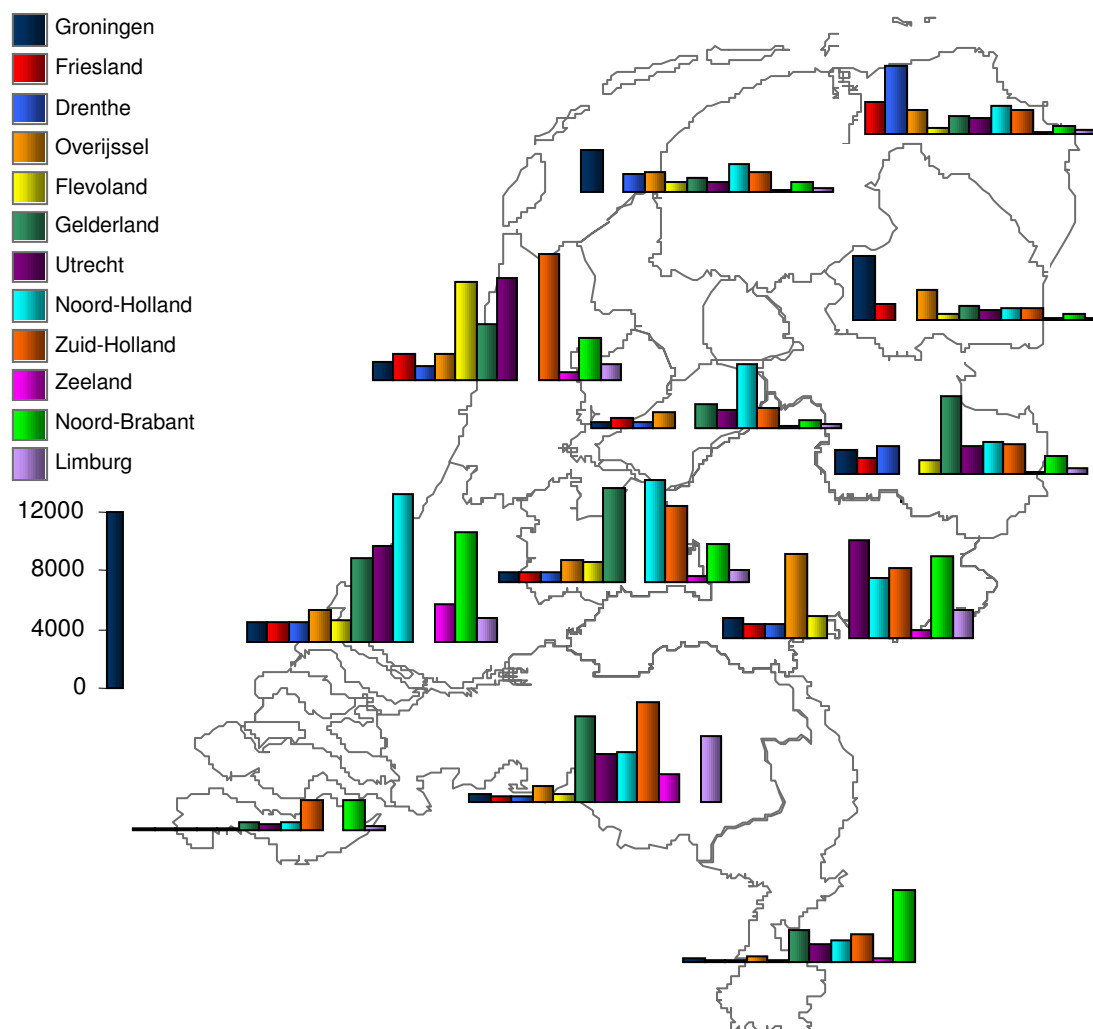 Groningen
Friesland
Drenthe
Overijssel
Flevoland
Gelderland
Utrecht
Noord-Holland
Zuid-Holland
Zeeland
Noord-Brabant
Limburg
12000
8000
4000
0